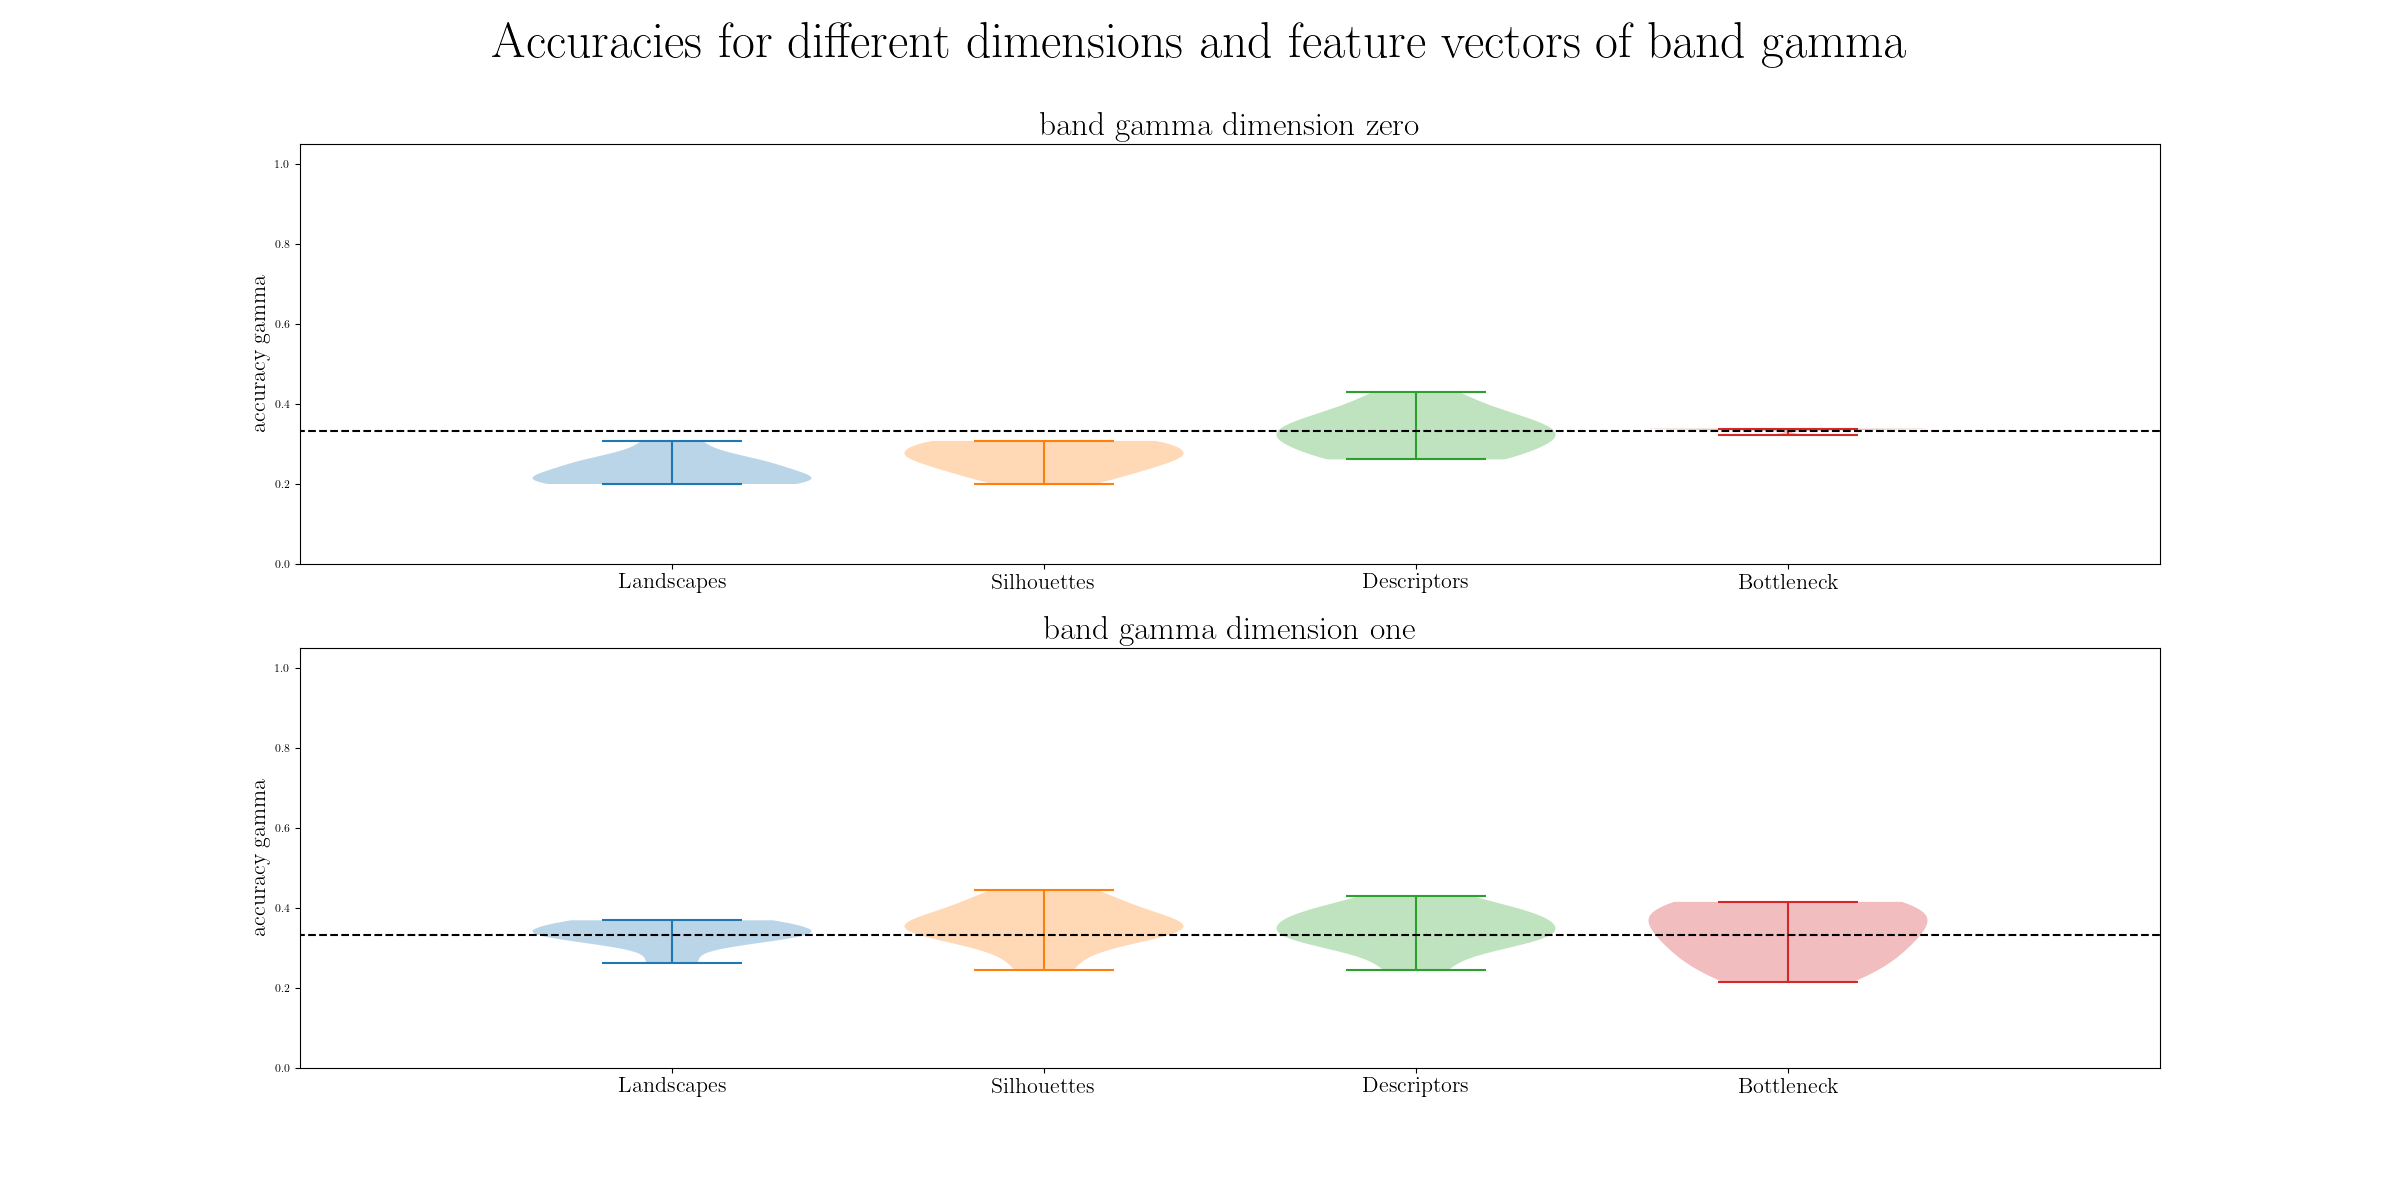 Accuracies for different dimensions and feature vectors of band gamma
band gamma dimension zero
1.0
0.8
0.6
0.4
0.2
0.0
accuracy gamma
Landscapes Silhouettes Descriptors Bottleneck
band gamma dimension one
1.0
0.8
0.6
0.4
0.2
0.0
accuracy gamma
Landscapes Silhouettes Descriptors Bottleneck